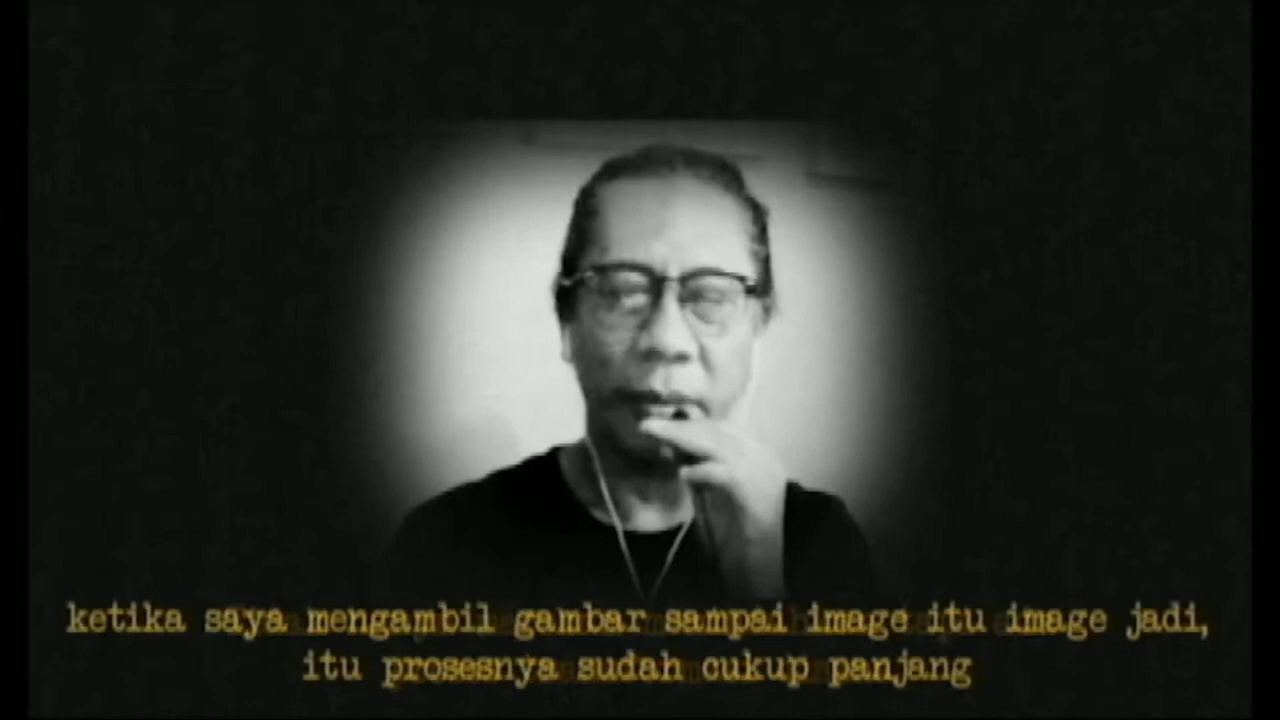 ketika saya mengambil gambar sampai image itu image jadi,
itu prosesnya sudah cukup panjang